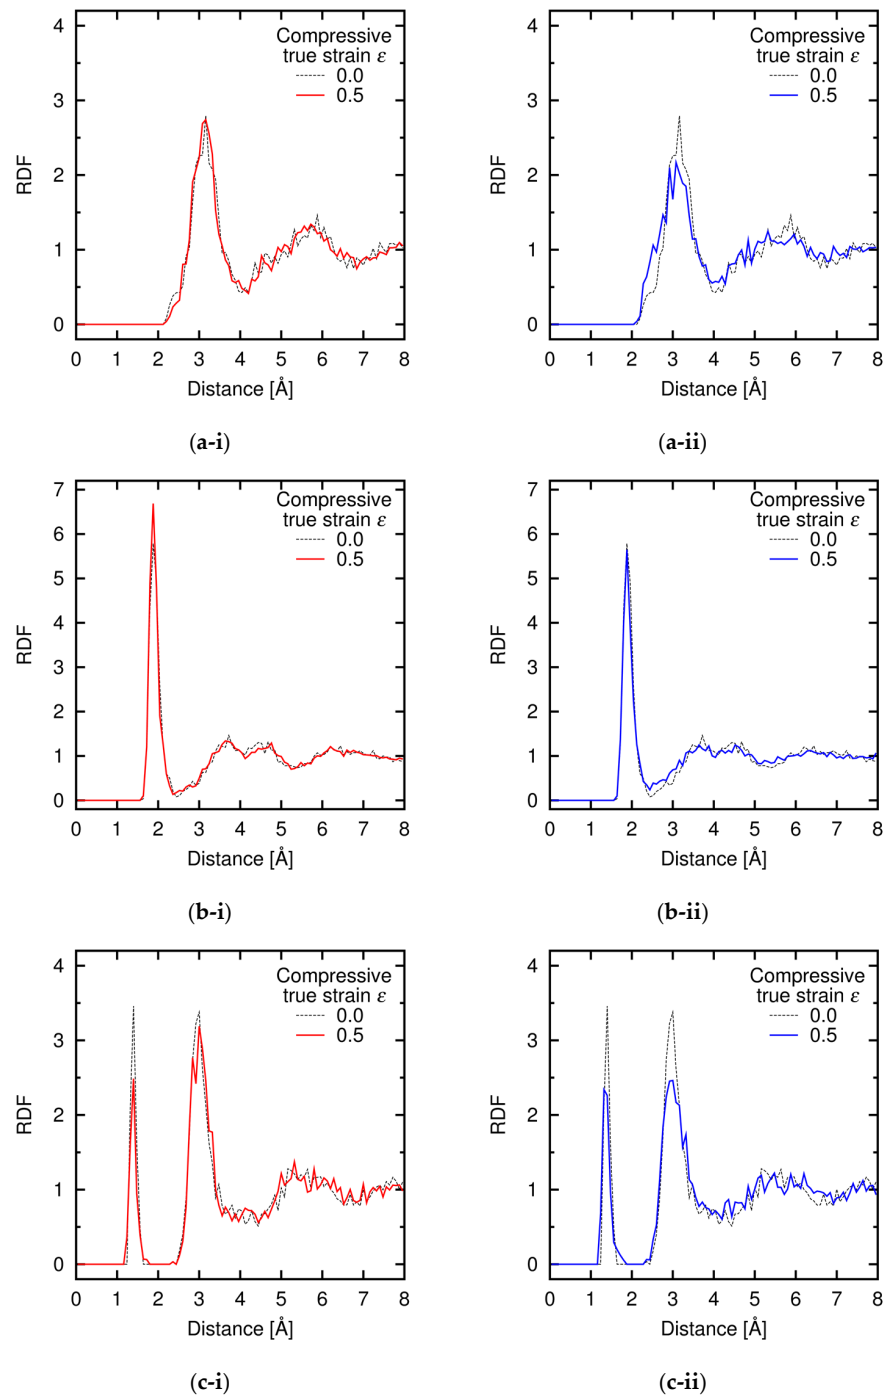 4
3
2
1
0
RDF
Compressive
true strain ε
0.0
0.5
0 1 2 3 4 5 6 7 8
Distance [Å]
(a-i)
4
3
2
1
0
RDF
Compressive
true strain ε
0.0
0.5
0 1 2 3 4 5 6 7 8
Distance [Å]
(a-ii)
7
6
5
4
3
2
1
0
RDF
Compressive
true strain ε
0.0
0.5
0 1 2 3 4 5 6 7 8
Distance [Å]
(b-i)
7
6
5
4
3
2
1
0
RDF
Compressive
true strain ε
0.0
0.5
0 1 2 3 4 5 6 7 8
Distance [Å]
(b-ii)
4
3
2
1
0
RDF
Compressive
true strain ε
0.0
0.5
0 1 2 3 4 5 6 7 8
Distance [Å]
(c-i)
4
3
2
1
0
RDF
Compressive
true strain ε
0.0
0.5
0 1 2 3 4 5 6 7 8
Distance [Å]
(c-ii)